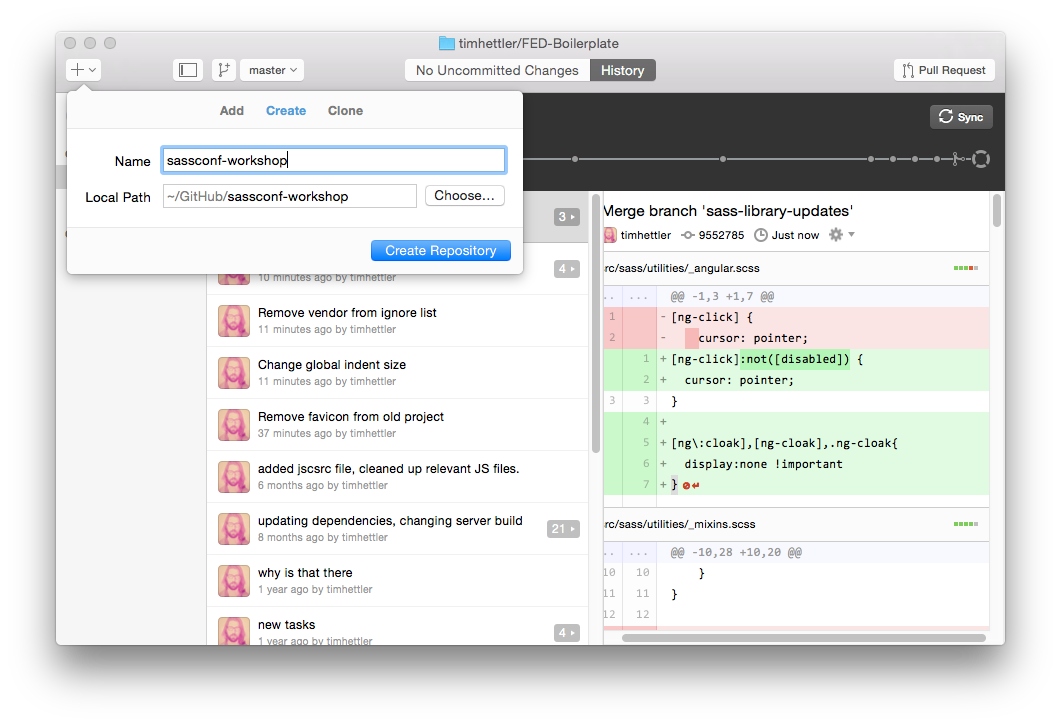 timhettler/FED-Boilerplate
master
No Uncommitted Changes
History
Pull Request
Add
Create
Clone
Sync
Name
sassconf-workshop
Local Path
~/GitHub/sassconf-workshop
Choose...
Create Repository
3
4
10 minutes ago by timhettler
Remove vendor from ignore list
11 minutes ago by timhettler
Change global indent size
11 minutes ago by timhettler
Remove favicon from old project
37 minutes ago by timhettler
added jscsrc file, cleaned up relevant JS files.
6 months ago by timhettler
updating dependencies, changing server build
8 months ago by timhettler
21
why is that there
1 year ago by timhettler
new tasks
1 year ago by timhettler
4
Merge branch 'sass-library-updates'
timhettler 9552785 Just now
rc/sass/utilities/_angular.scss
.. ... @@ -1,3 +1,7 @@
1 -[ng-click] {
2 - cursor: pointer;
1 +[ng-click]:not([disabled]) {
2 + cursor: pointer;
3 3 }
4 +
5 +[ng\:cloak],[ng-cloak],.ng-cloak{
6 + display:none !important
7 +}
rc/sass/utilities/_mixins.scss
.. ... @@ -10,28 +10,20 @@
10 10 }
11 11 }
12 12